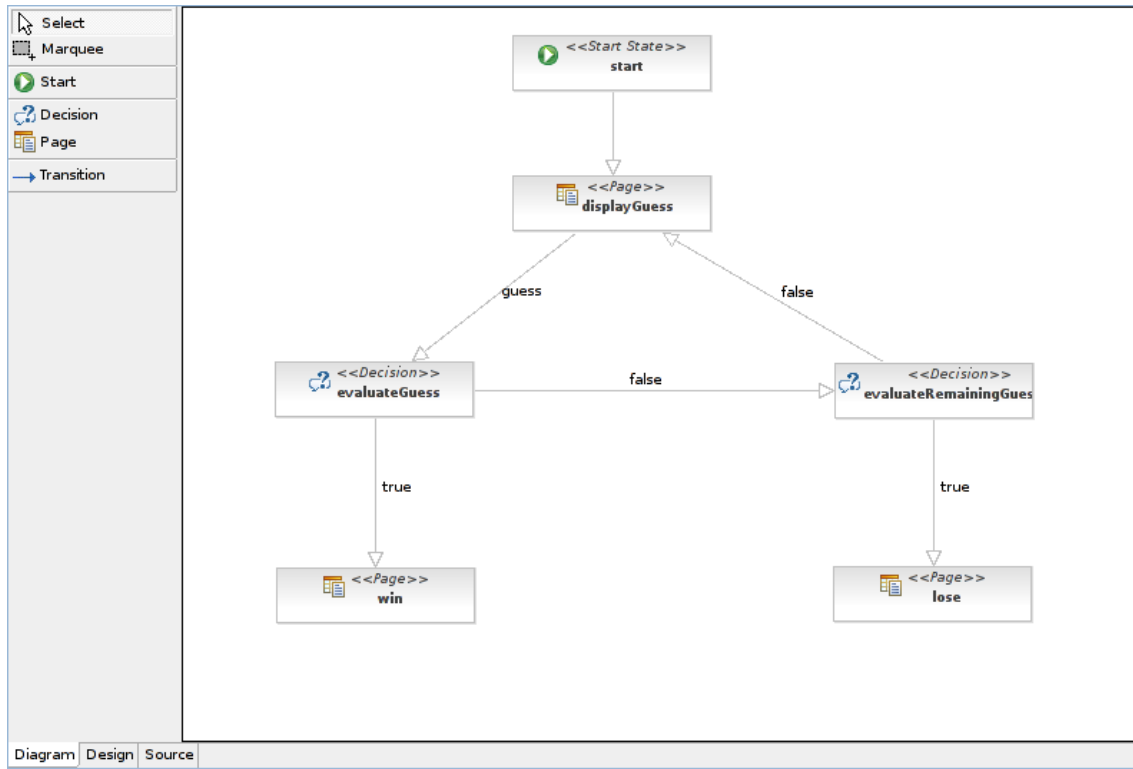 Select
Marquee
Start
Decision
Page
Transition
<<Start State>>
start
<<Page>>
displayGuess
guess
false
<<Decision>>
evaluateGuess
false
<<Decision>>
evaluateRemainingGues
true
true
<<Page>>
win
<<Page>>
lose
Diagram Design Source